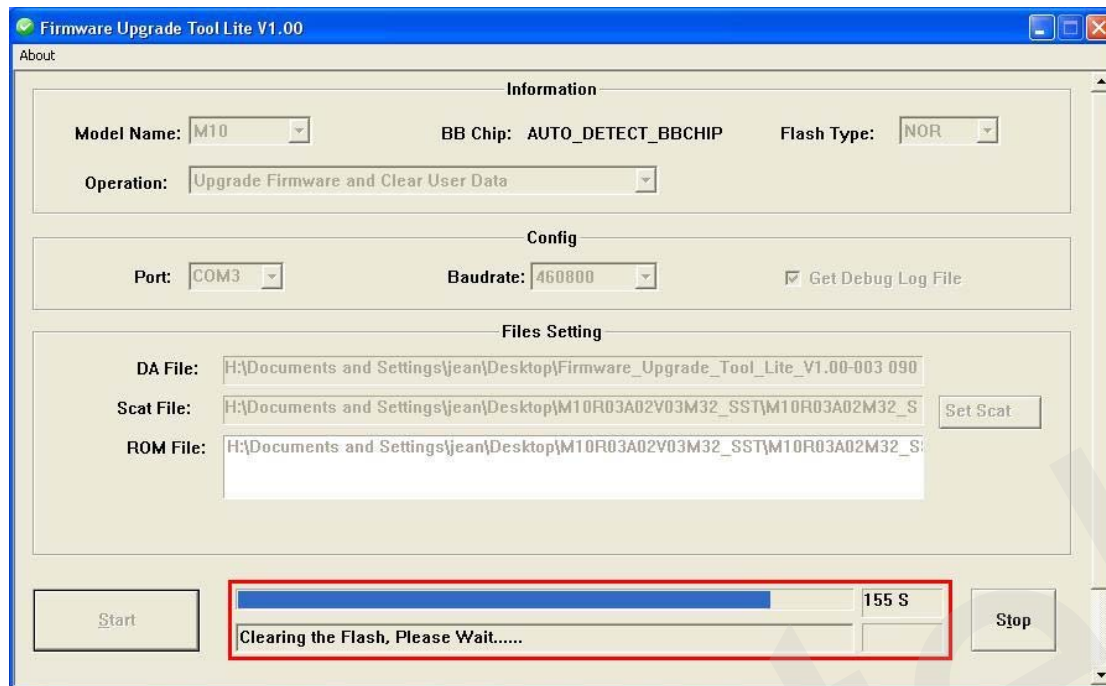 Firmware Upgrade Tool Lite V1.00
About
Information
Model Name: M10 BB Chip: AUTO_DETECT_BBCHIP Flash Type: NOR
Operation: Upgrade Firmware and Clear User Data
Config
Port: COM3 Baudrate: 460800 Get Debug Log File
Files Setting
DA File: H:\Documents and Settings\jean\Desktop\Firmware_Upgrade_Tool_Lite_V1.00-003 090
Scat File: H:\Documents and Settings\jean\Desktop\M10R03A02V03M32_SST\M10R03A02M32_S Set Scat
ROM File: H:\Documents and Settings\jean\Desktop\M10R03A02V03M32_SST\M10R03A02M32_S
155 S
Start Stop
Clearing the Flash, Please Wait......